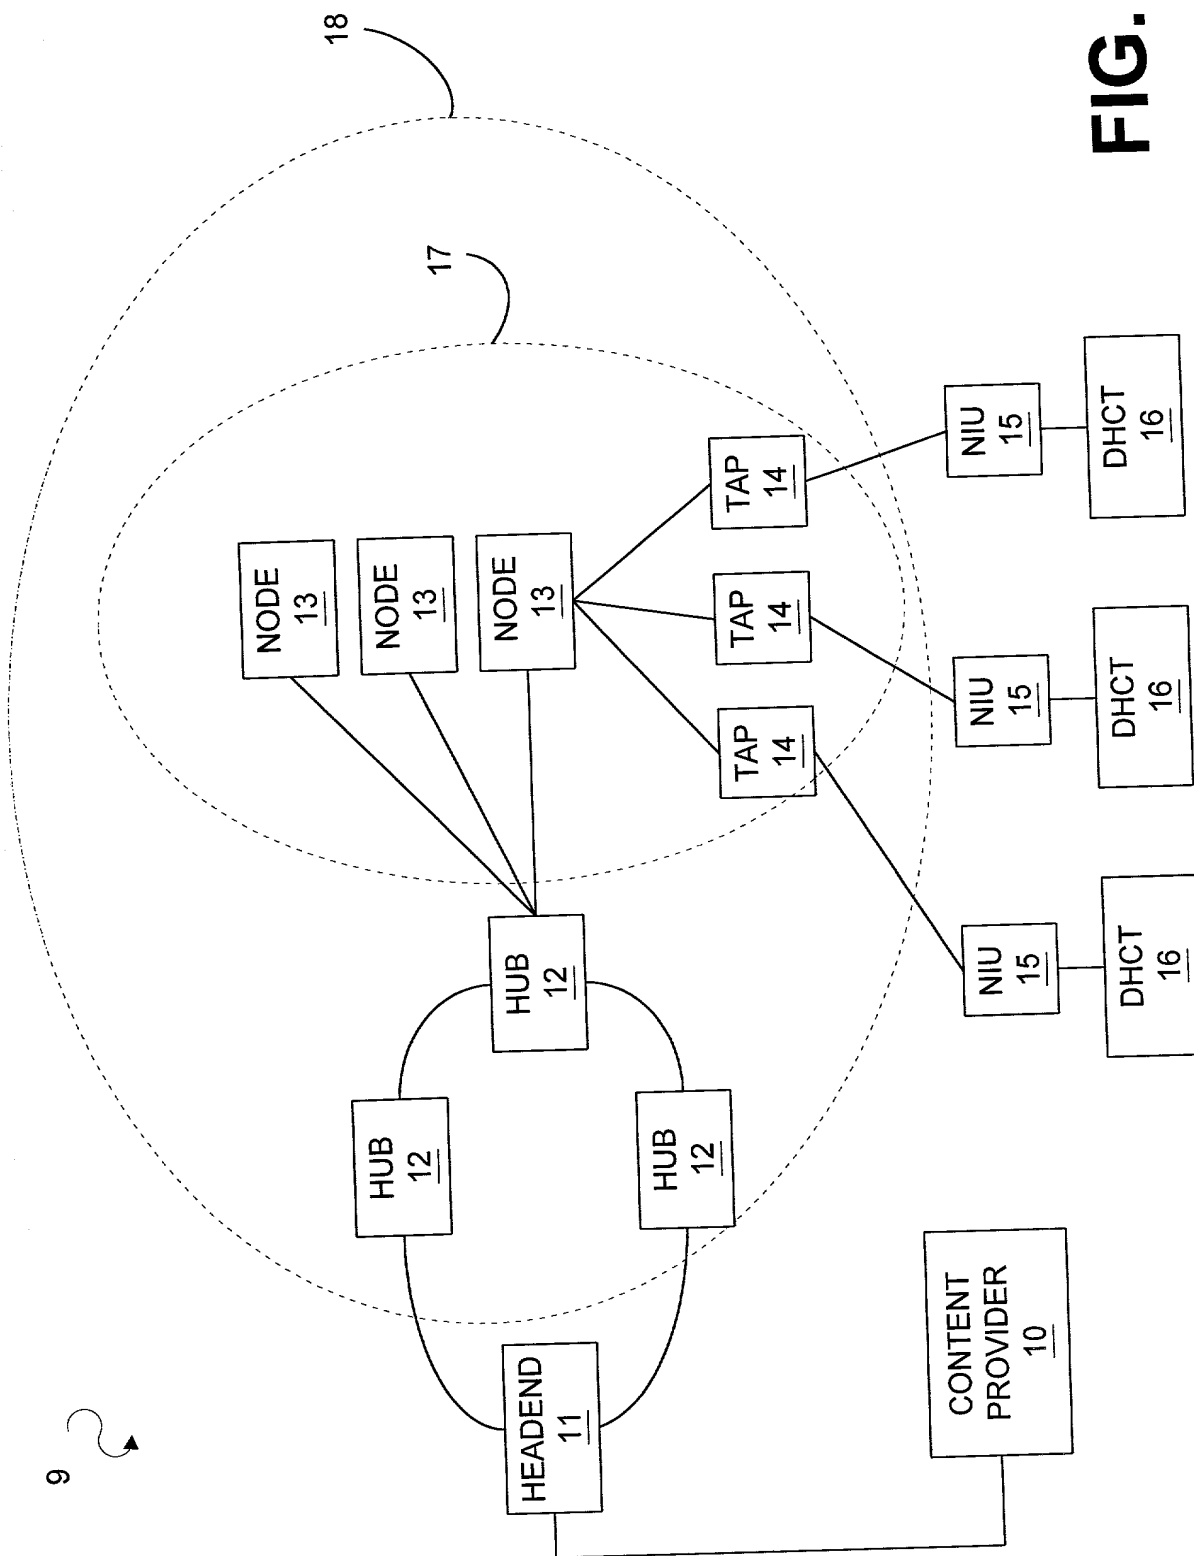 9
18
17
NODE
13
NODE
13
NODE
13
HUB
12
HUB
12
HUB
12
HEADEND
11
TAP
14
TAP
14
TAP
14
CONTENT
PROVIDER
10
NIU
15
NIU
15
NIU
15
DHCT
16
DHCT
16
DHCT
16
FIG.